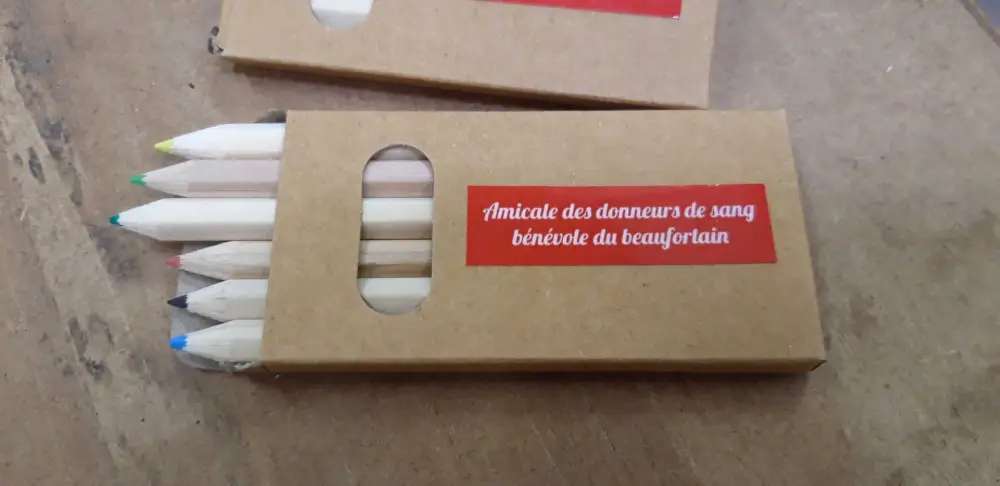 Amicale des donneurs de sang
bénévole du beaufortain